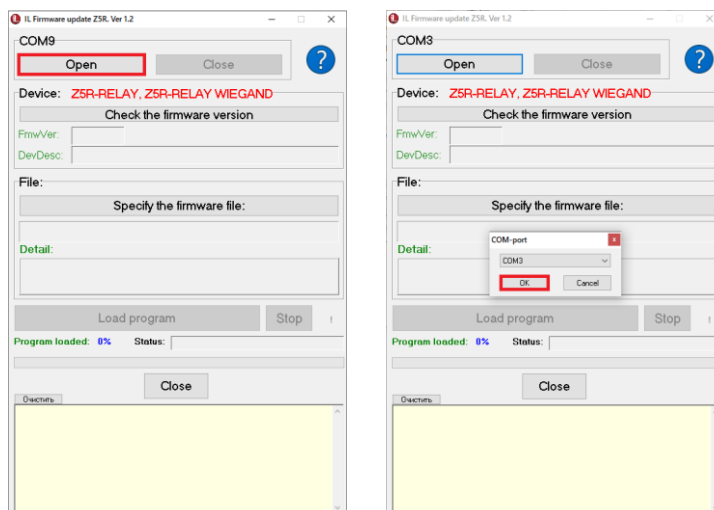 IL Firmware update Z5R. Ver 1.2
COM9
Open Close ?
Device: Z5R-RELAY, Z5R-RELAY WIEGAND
Check the firmware version
FmwVer:
DevDesc:
File:
Specify the firmware file:
Detail:
Load program Stop !
Program loaded: 0% Status:
Close
Очистить
IL Firmware update Z5R. Ver 1.2
COM3
Open Close ?
Device: Z5R-RELAY, Z5R-RELAY WIEGAND
Check the firmware version
FmwVer:
DevDesc:
File:
Specify the firmware file:
COM-port
COM3
OK Cancel
Detail:
Load program Stop !
Program loaded: 0% Status:
Close
Очистить